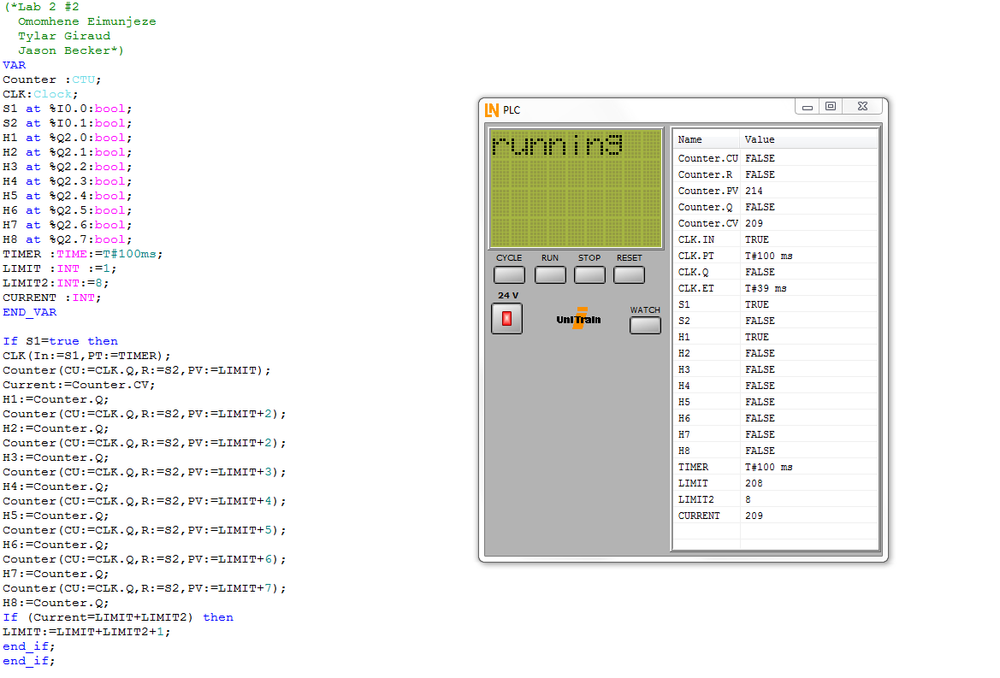 (*Lab 2 #2
Omomhene Eimunjeze
Tylar Giraud
Jason Becker*)
VAR
Counter :CTU;
CLK:Clock;
S1 at %I0.0:bool;
S2 at %I0.1:bool;
H1 at %Q2.0:bool;
H2 at %Q2.1:bool;
H3 at %Q2.2:bool;
H4 at %Q2.3:bool;
H5 at %Q2.4:bool;
H6 at %Q2.5:bool;
H7 at %Q2.6:bool;
H8 at %Q2.7:bool;
TIMER :TIME:=T#100ms;
LIMIT :INT :=1;
LIMIT2:INT:=8;
CURRENT :INT;
END_VAR
If S1=true then
CLK(In:=S1,PT:=TIMER);
Counter(CU:=CLK.Q,R:=S2,PV:=LIMIT);
Current:=Counter.CV;
H1:=Counter.Q;
Counter(CU:=CLK.Q,R:=S2,PV:=LIMIT+2);
H2:=Counter.Q;
Counter(CU:=CLK.Q,R:=S2,PV:=LIMIT+2);
H3:=Counter.Q;
Counter(CU:=CLK.Q,R:=S2,PV:=LIMIT+3);
H4:=Counter.Q;
Counter(CU:=CLK.Q,R:=S2,PV:=LIMIT+4);
H5:=Counter.Q;
Counter(CU:=CLK.Q,R:=S2,PV:=LIMIT+5);
H6:=Counter.Q;
Counter(CU:=CLK.Q,R:=S2,PV:=LIMIT+6);
H7:=Counter.Q;
Counter(CU:=CLK.Q,R:=S2,PV:=LIMIT+7);
H8:=Counter.Q;
If (Current=LIMIT+LIMIT2) then
LIMIT:=LIMIT+LIMIT2+1;
end_if;
end_if;
LN PLC
running
CYCLE RUN STOP RESET
24 V
UniTrain
WATCH
Name Value
Counter.CU FALSE
Counter.R FALSE
Counter.PV 214
Counter.Q FALSE
Counter.CV 209
CLK.IN TRUE
CLK.PT T#100 ms
CLK.Q FALSE
CLK.ET T#39 ms
S1 TRUE
S2 FALSE
H1 TRUE
H2 FALSE
H3 FALSE
H4 FALSE
H5 FALSE
H6 FALSE
H7 FALSE
H8 FALSE
TIMER T#100 ms
LIMIT 208
LIMIT2 8
CURRENT 209